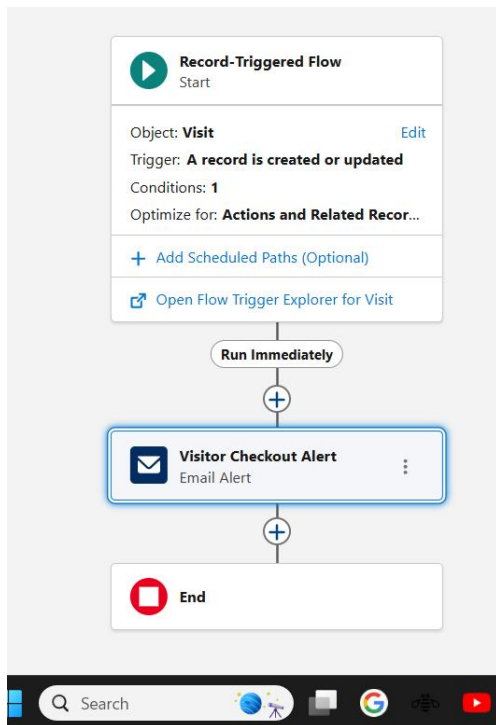 Record-Triggered Flow
Start
Object: Visit Edit
Trigger: A record is created or updated
Conditions: 1
Optimize for: Actions and Related Recor...
+ Add Scheduled Paths (Optional)
Open Flow Trigger Explorer for Visit
Run Immediately
Visitor Checkout Alert
Email Alert
End
Search